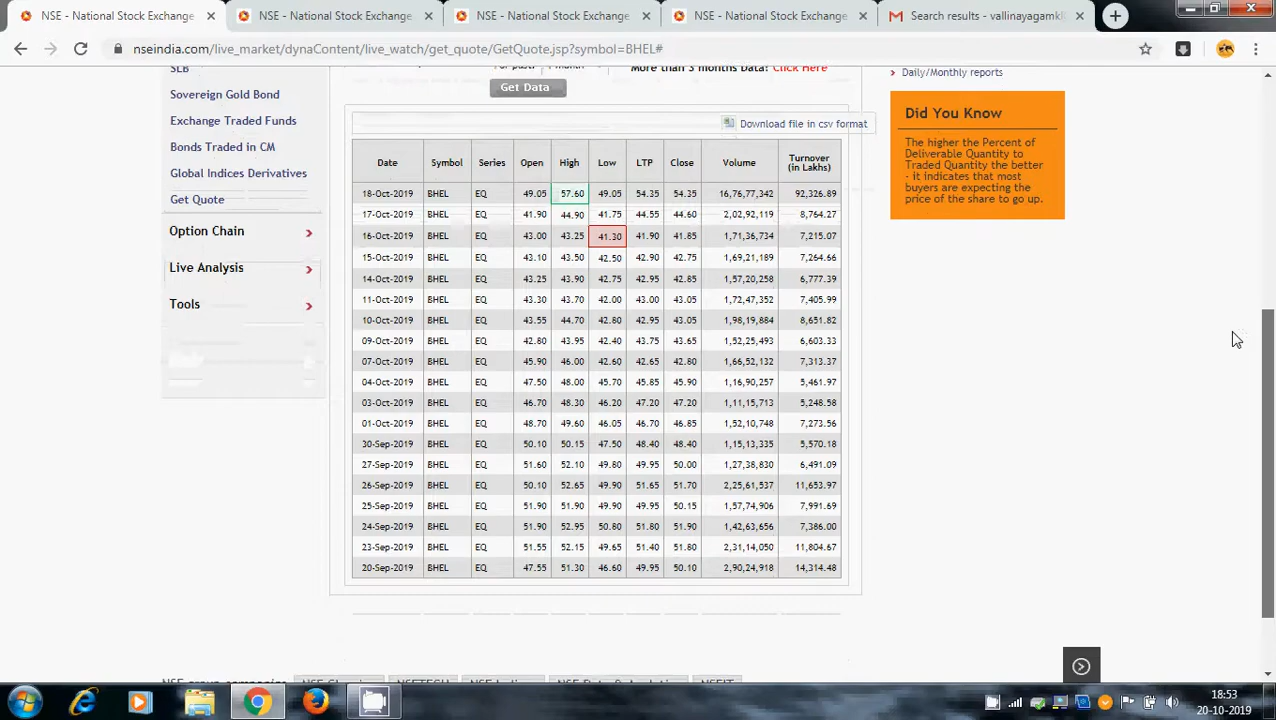 NSE - National Stock Exchange
NSE - National Stock Exchange
NSE - National Stock Exchange
NSE - National Stock Exchange
Search results - vallinayagamkl
nseindia.com/live_market/dynaContent/live_watch/get_quote/GetQuote.jsp?symbol=BHEL#
SLB
Sovereign Gold Bond
Exchange Traded Funds
Bonds Traded in CM
Global Indices Derivatives
Get Quote
Option Chain
Live Analysis
Tools
More than 3 months Data: Click Here
Get Data
Download file in csv format
Date Symbol Series Open High Low LTP Close Volume Turnover (in Lakhs)
18-Oct-2019 BHEL EQ 49.05 57.60 49.05 54.35 54.35 16,76,77,342 92,326.89
17-Oct-2019 BHEL EQ 41.90 44.90 41.75 44.55 44.60 2,02,92,119 8,764.27
16-Oct-2019 BHEL EQ 43.00 43.25 41.30 41.90 41.85 1,71,36,734 7,215.07
15-Oct-2019 BHEL EQ 43.10 43.50 42.50 42.90 42.75 1,69,21,189 7,264.66
14-Oct-2019 BHEL EQ 43.25 43.90 42.75 42.95 42.85 1,57,20,258 6,777.39
11-Oct-2019 BHEL EQ 43.30 43.70 42.00 43.00 43.05 1,72,47,352 7,405.99
10-Oct-2019 BHEL EQ 43.55 44.70 42.80 42.95 43.05 1,98,19,884 8,651.82
09-Oct-2019 BHEL EQ 42.80 43.95 42.40 43.75 43.65 1,52,25,493 6,603.33
07-Oct-2019 BHEL EQ 45.90 46.00 42.60 42.65 42.80 1,66,52,132 7,313.37
04-Oct-2019 BHEL EQ 47.50 48.00 45.70 45.85 45.90 1,16,90,257 5,461.97
03-Oct-2019 BHEL EQ 46.70 48.30 46.20 47.20 47.20 1,11,15,713 5,248.58
01-Oct-2019 BHEL EQ 48.70 49.60 46.05 46.70 46.85 1,52,10,748 7,273.56
30-Sep-2019 BHEL EQ 50.10 50.15 47.50 48.40 48.40 1,15,13,335 5,570.18
27-Sep-2019 BHEL EQ 51.60 52.10 49.80 49.95 50.00 1,27,38,830 6,491.09
26-Sep-2019 BHEL EQ 50.10 52.65 49.90 51.65 51.70 2,25,61,537 11,653.97
25-Sep-2019 BHEL EQ 51.90 51.90 49.90 49.95 50.15 1,57,74,906 7,991.69
24-Sep-2019 BHEL EQ 51.90 52.95 50.80 51.80 51.90 1,42,63,656 7,386.00
23-Sep-2019 BHEL EQ 51.55 52.15 49.65 51.40 51.80 2,31,14,050 11,804.67
20-Sep-2019 BHEL EQ 47.55 51.30 46.60 49.95 50.10 2,90,24,918 14,314.48
Daily/Monthly reports
Did You Know
The higher the Percent of
Deliverable Quantity to
Traded Quantity the better
- it indicates that most
buyers are expecting the
price of the share to go up.
18:53
20-10-2019